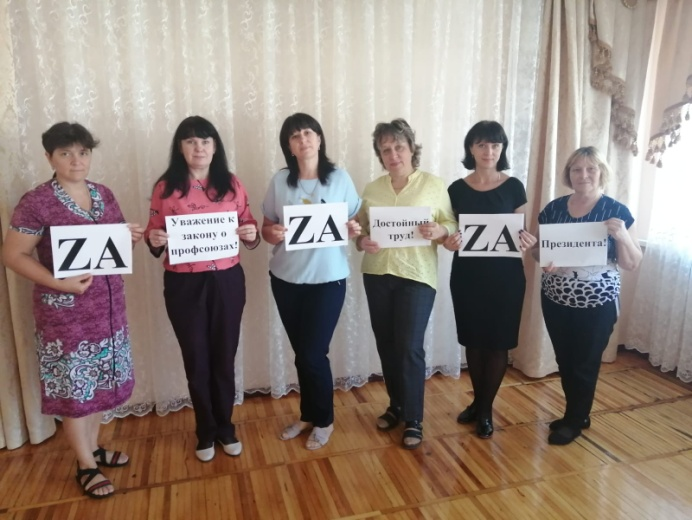 ZA
Уважение к
закону о
профсоюзах!
ZA
Достойный
труд!
ZA
Президента!